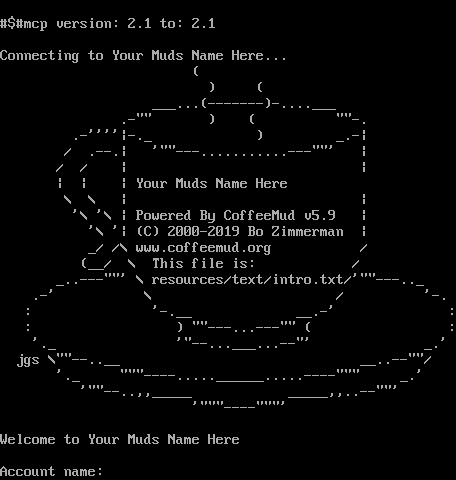 #$#mcp version: 2.1 to: 2.1
Connecting to Your Muds Name Here...
Your Muds Name Here
Powered By CoffeeMud v5.9
(C) 2000-2019 Bo Zimmerman
www.coffeemud.org
This file is:
resources/text/intro.txt/
jgs
Welcome to Your Muds Name Here
Account name: